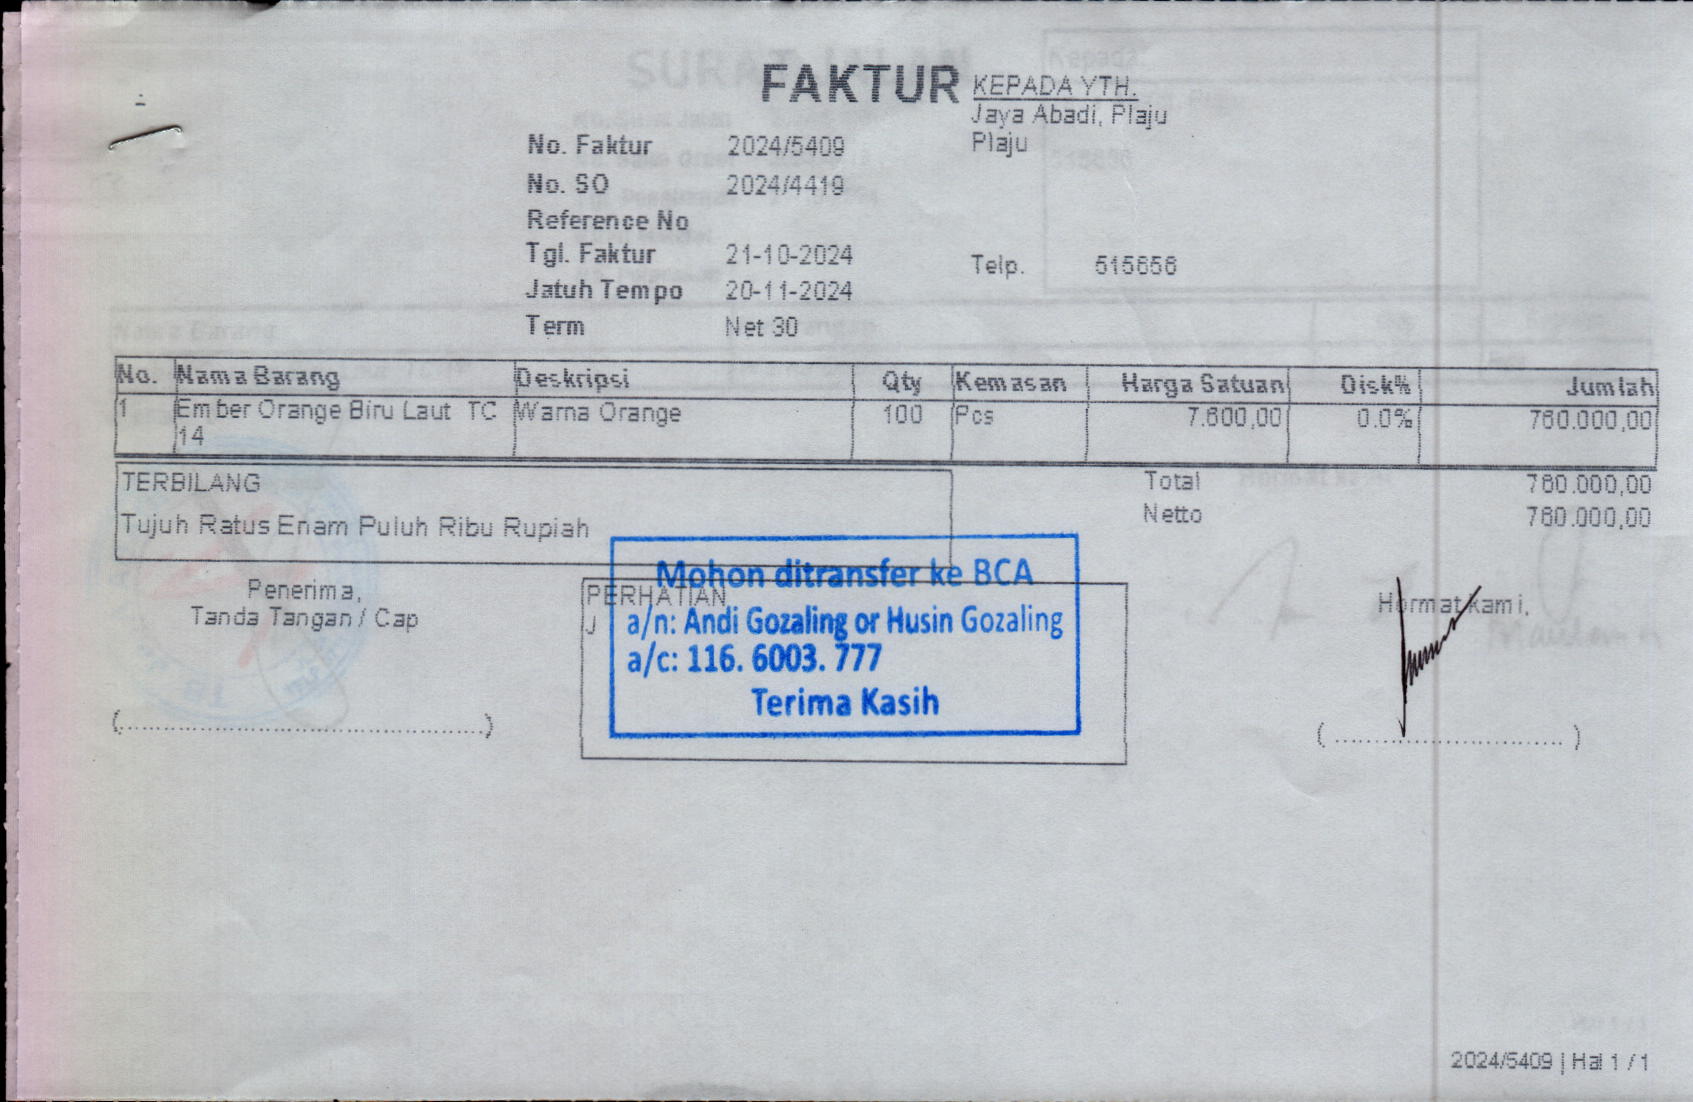 FAKTUR
KEPADA YTH.
Jaya Abadi, Plaju
Plaju
Telp. 515656
No. Faktur 2024/5409
No. SO 2024/4419
Reference No
Tgl. Faktur 21-10-2024
Jatuh Tempo 20-11-2024
Term Net 30
No. Nama Barang Deskripsi Qty Kemasan Harga Satuan Disk% Jumlah
1 Ember Orange Biru Laut TC Warna Orange 100 Pcs 7.600,00 0.0% 760.000,00
14
TERBILANG
Tujuh Ratus Enam Puluh Ribu Rupiah
Total 760.000,00
Netto 760.000,00
Penerima,
Tanda Tangan / Cap
(........................................)
PERHATIAN
J
Mohon ditransfer ke BCA
a/n: Andi Gozaling or Husin Gozaling
a/c: 116. 6003. 777
Terima Kasih
Hormat kami,
( ............................ )
2024/5409 | Hal 1 / 1